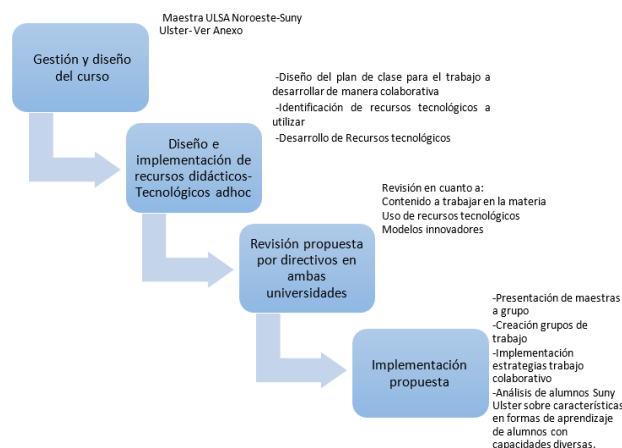 Maestra ULSA Noroeste-Suny
Ulster- Ver Anexo
Gestión y diseño
del curso
-Diseño del plan de clase para el trabajo a
desarrollar de manera colaborativa
-Identificación de recursos tecnológicos a
utilizar
-Desarrollo de Recursos tecnológicos
Diseño e
implementación de
recursos didácticos-
Tecnológicos adhoc
Revisión en cuanto a:
Contenido a trabajar en la materia
Uso de recursos tecnológicos
Modelos innovadores
Revisión propuesta
por directivos en
ambas
universidades
-Presentación de maestras
a grupo
-Creación grupos de
trabajo
-Implementación
estrategias trabajo
colaborativo
-Análisis de alumnos Suny
Ulster sobre características
en formas de aprendizaje
de alumnos con
capacidades diversas.
Implementación
propuesta